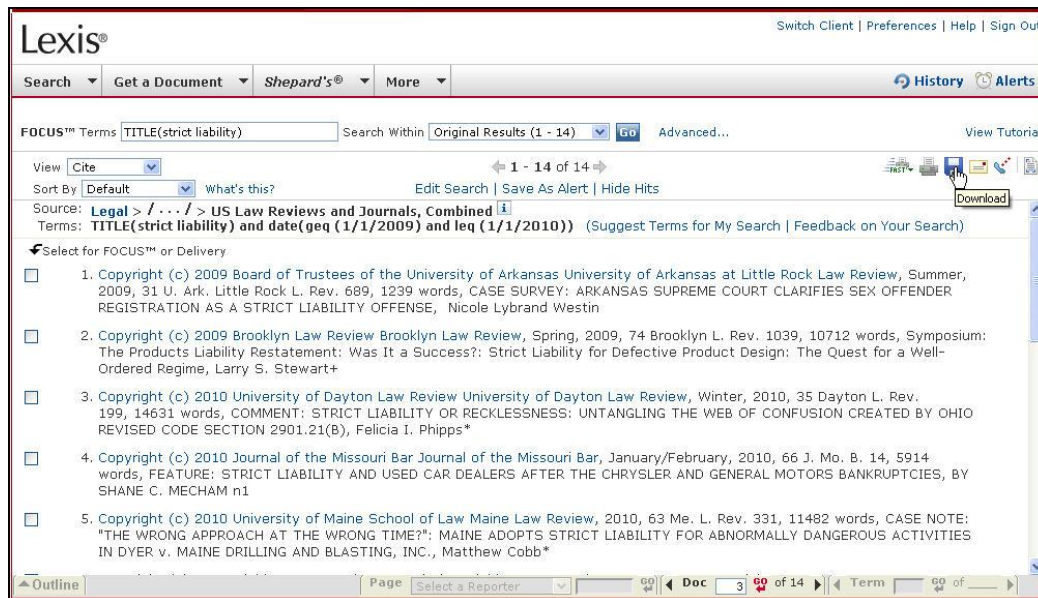 Switch Client | Preferences | Help | Sign Out
Lexis®
Search Get a Document Shepard's® More History Alerts
FOCUS™ Terms TITLE(strict liability) Search Within Original Results (1 - 14) Go Advanced... View Tutoria
View Cite 1 - 14 of 14 FAST
Sort By Default What's this? Edit Search | Save As Alert | Hide Hits
Download
Source: Legal > / . . . / > US Law Reviews and Journals, Combined i
Terms: TITLE(strict liability) and date(geq (1/1/2009) and leq (1/1/2010)) (Suggest Terms for My Search | Feedback on Your Search)
Select for FOCUS™ or Delivery
1. Copyright (c) 2009 Board of Trustees of the University of Arkansas University of Arkansas at Little Rock Law Review, Summer,
2009, 31 U. Ark. Little Rock L. Rev. 689, 1239 words, CASE SURVEY: ARKANSAS SUPREME COURT CLARIFIES SEX OFFENDER
REGISTRATION AS A STRICT LIABILITY OFFENSE, Nicole Lybrand Westin
2. Copyright (c) 2009 Brooklyn Law Review Brooklyn Law Review, Spring, 2009, 74 Brooklyn L. Rev. 1039, 10712 words, Symposium:
The Products Liability Restatement: Was It a Success?: Strict Liability for Defective Product Design: The Quest for a Well-
Ordered Regime, Larry S. Stewart+
3. Copyright (c) 2010 University of Dayton Law Review University of Dayton Law Review, Winter, 2010, 35 Dayton L. Rev.
199, 14631 words, COMMENT: STRICT LIABILITY OR RECKLESSNESS: UNTANGLING THE WEB OF CONFUSION CREATED BY OHIO
REVISED CODE SECTION 2901.21(B), Felicia I. Phipps*
4. Copyright (c) 2010 Journal of the Missouri Bar Journal of the Missouri Bar, January/February, 2010, 66 J. Mo. B. 14, 5914
words, FEATURE: STRICT LIABILITY AND USED CAR DEALERS AFTER THE CHRYSLER AND GENERAL MOTORS BANKRUPTCIES, BY
SHANE C. MECHAM n1
5. Copyright (c) 2010 University of Maine School of Law Maine Law Review, 2010, 63 Me. L. Rev. 331, 11482 words, CASE NOTE:
"THE WRONG APPROACH AT THE WRONG TIME?": MAINE ADOPTS STRICT LIABILITY FOR ABNORMALLY DANGEROUS ACTIVITIES
IN DYER v. MAINE DRILLING AND BLASTING, INC., Matthew Cobb*
Outline Page Select a Reporter GO Doc 3 GO of 14 Term GO of